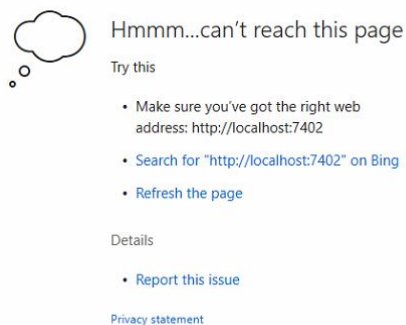 Hmmm...can’t reach this page
Try this
• Make sure you’ve got the right web
address: http://localhost:7402
• Search for "http://localhost:7402" on Bing
• Refresh the page
Details
• Report this issue
Privacy statement